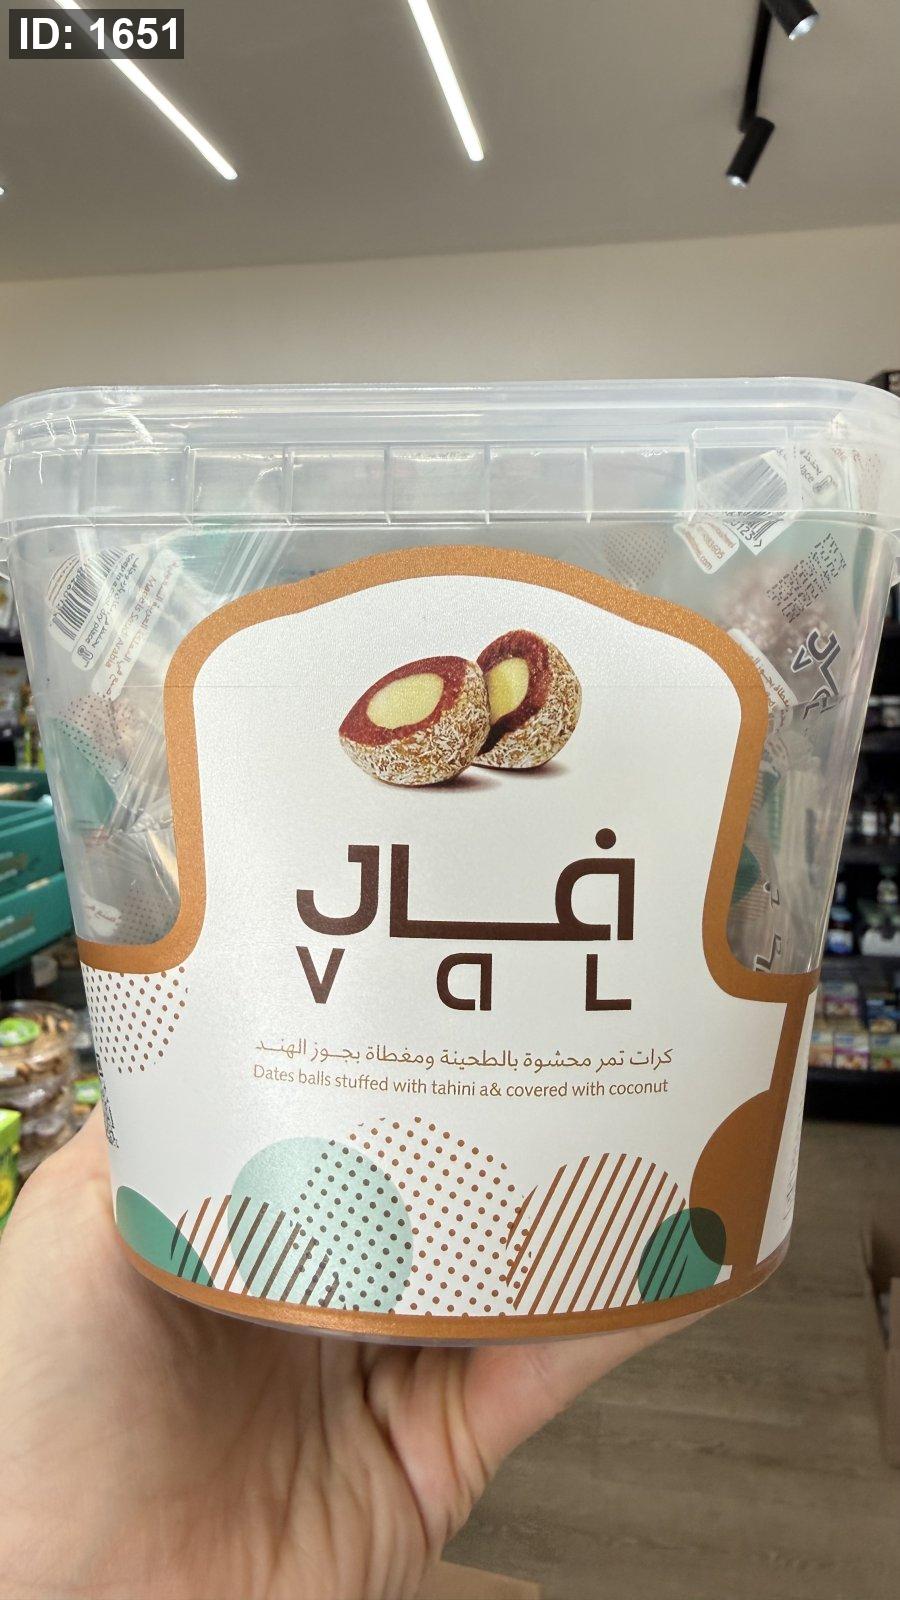 ID: 1651
فال
val
كرات تمر محشوة بالطحينة ومغطاة بجوز الهند
Dates balls stuffed with tahini a& covered with coconut